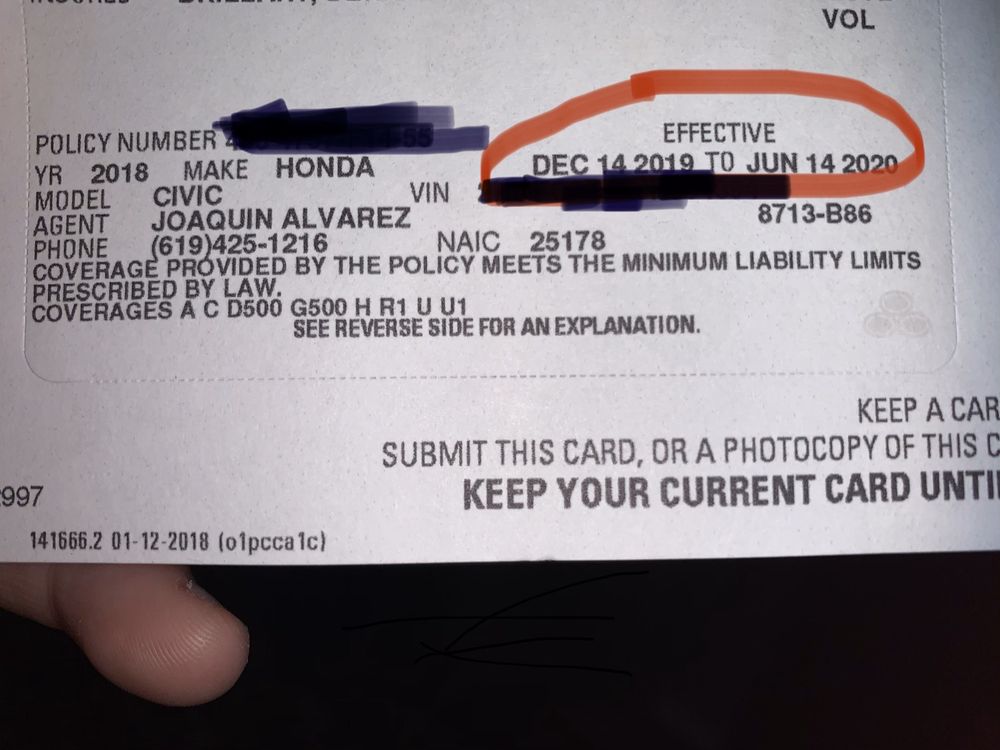 VOL
POLICY NUMBER
EFFECTIVE
YR 2018 MAKE HONDA
DEC 14 2019 TO JUN 14 2020
MODEL CIVIC VIN
AGENT JOAQUIN ALVAREZ
8713-B86
PHONE (619)425-1216 NAIC 25178
COVERAGE PROVIDED BY THE POLICY MEETS THE MINIMUM LIABILITY LIMITS
PRESCRIBED BY LAW.
COVERAGES A C D500 G500 H R1 U U1
SEE REVERSE SIDE FOR AN EXPLANATION.
KEEP A CAR
SUBMIT THIS CARD, OR A PHOTOCOPY OF THIS C
997
KEEP YOUR CURRENT CARD UNTI
141666.2 01-12-2018 (o1pcca1c)